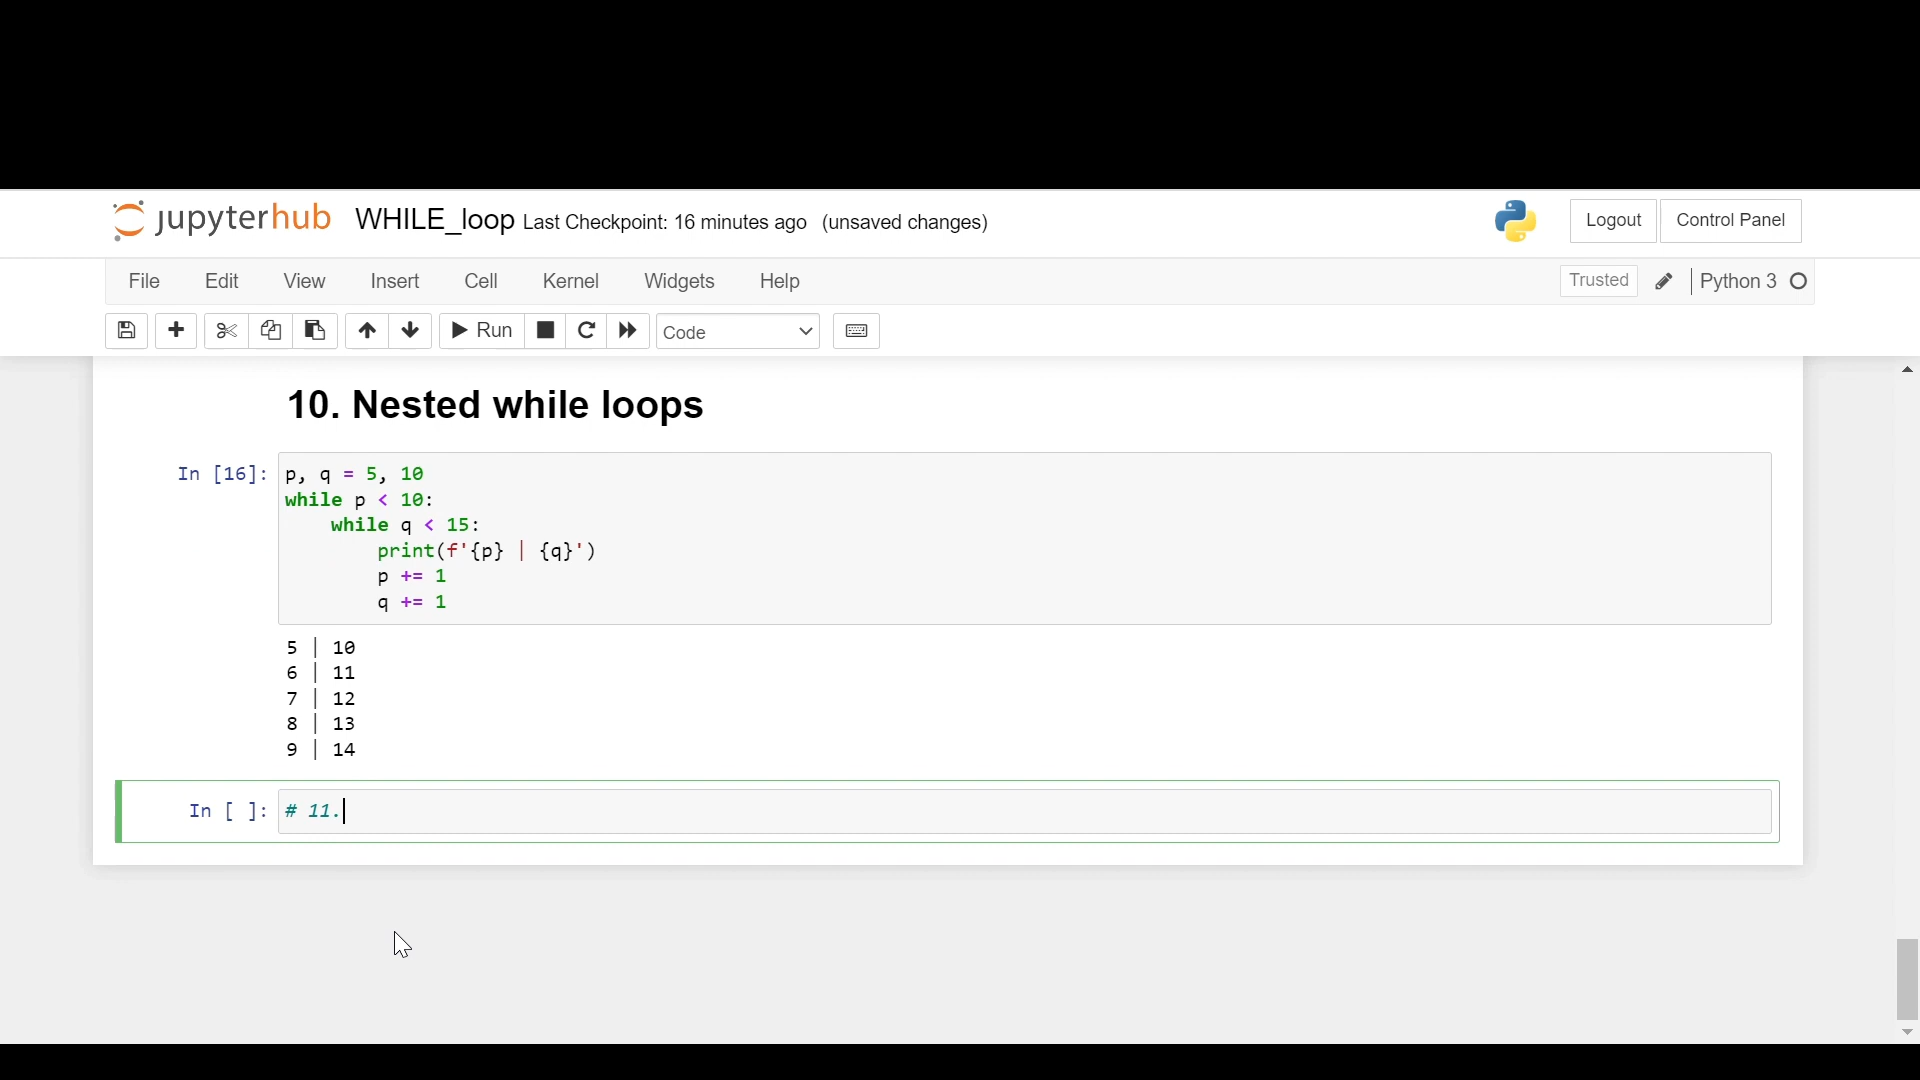 jupyterhub WHILE_loop Last Checkpoint: 16 minutes ago (unsaved changes) Logout Control Panel
File Edit View Insert Cell Kernel Widgets Help Trusted Python 3
Run Code
10. Nested while loops
In [16]: p, q = 5, 10
while p < 10:
    while q < 15:
        print(f'{p} | {q}')
        p += 1
        q += 1
5 | 10
6 | 11
7 | 12
8 | 13
9 | 14
In [ ]: # 11.